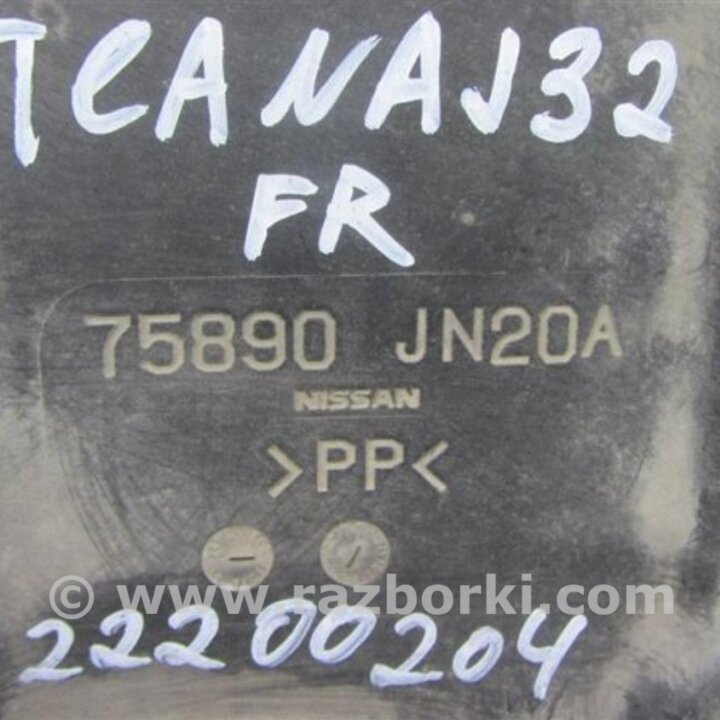 TEANAJ32
FR
75890 JN20A
NISSAN
>PP<
© www.razborki.com
22200204